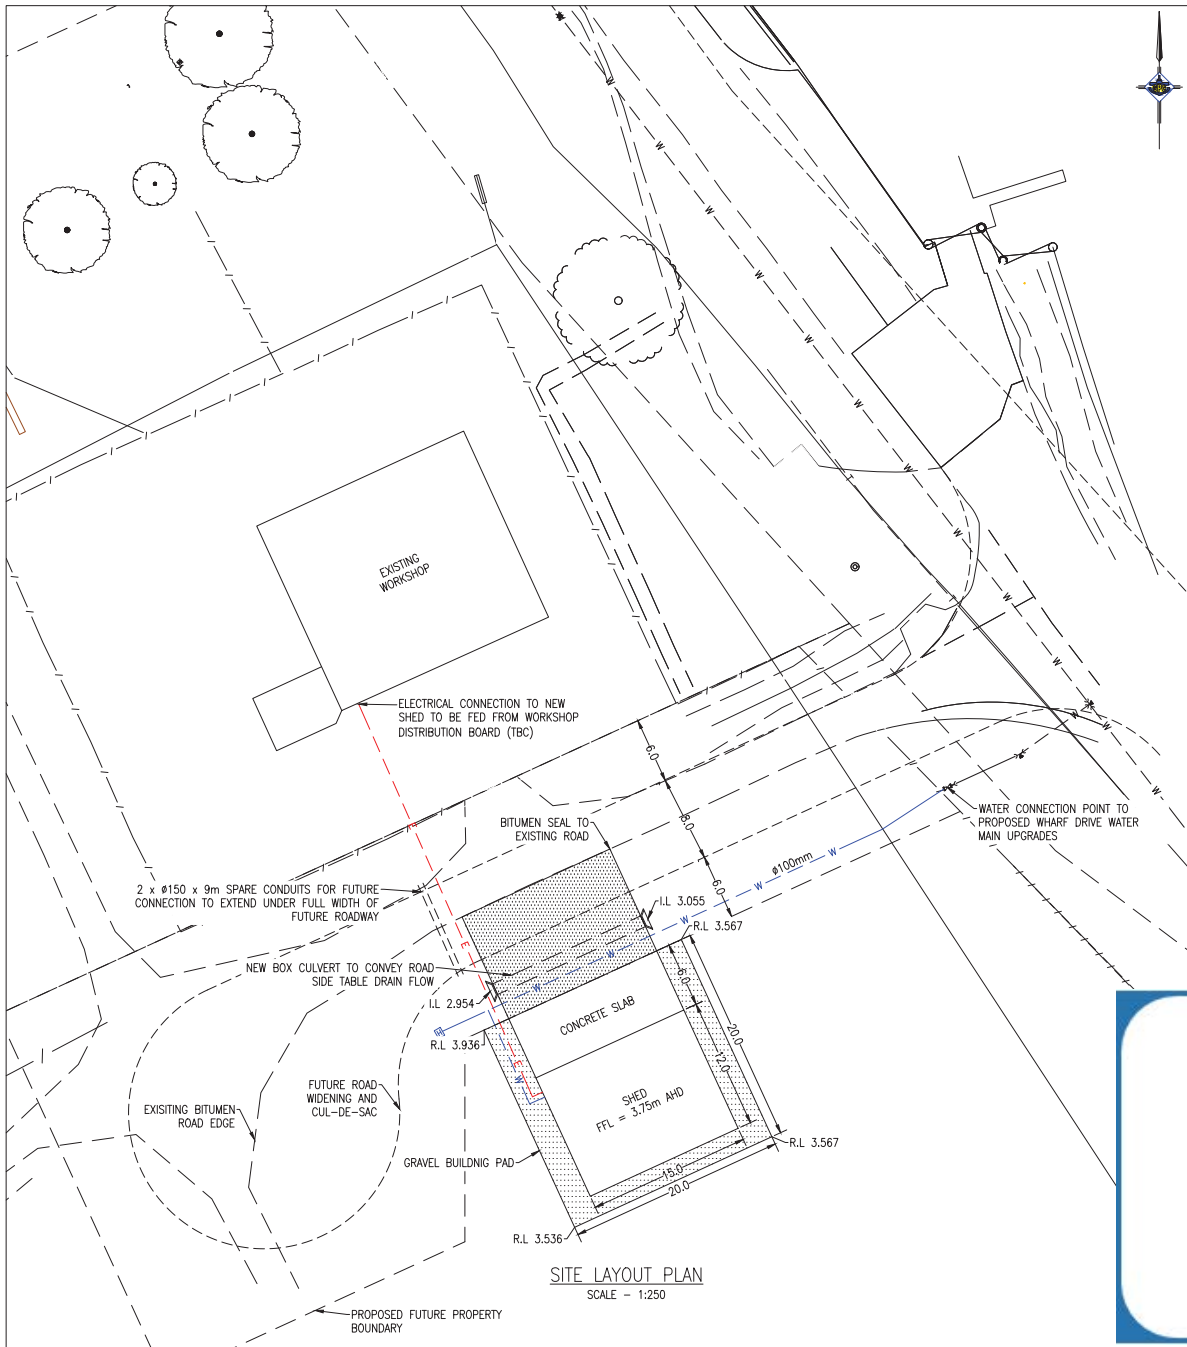 EXISTING
WORKSHOP
ELECTRICAL CONNECTION TO NEW
SHED TO BE FED FROM WORKSHOP
DISTRIBUTION BOARD (TBC)
6.0
8.0
6.0
BITUMEN SEAL TO
EXISTING ROAD
WATER CONNECTION POINT TO
PROPOSED WHARF DRIVE WATER
MAIN UPGRADES
ø100mm
2 x ø150 x 9m SPARE CONDUITS FOR FUTURE
CONNECTION TO EXTEND UNDER FULL WIDTH OF
FUTURE ROADWAY
I.L 3.055
R.L 3.567
NEW BOX CULVERT TO CONVEY ROAD
SIDE TABLE DRAIN FLOW
I.L 2.954
R.L 3.936
CONCRETE SLAB
6.0
20.0
12.0
SHED
FFL = 3.75m AHD
FUTURE ROAD
WIDENING AND
CUL-DE-SAC
EXISITING BITUMEN
ROAD EDGE
GRAVEL BUILDNIG PAD
R.L 3.567
15.0
20.0
R.L 3.536
SITE LAYOUT PLAN
SCALE - 1:250
PROPOSED FUTURE PROPERTY
BOUNDARY